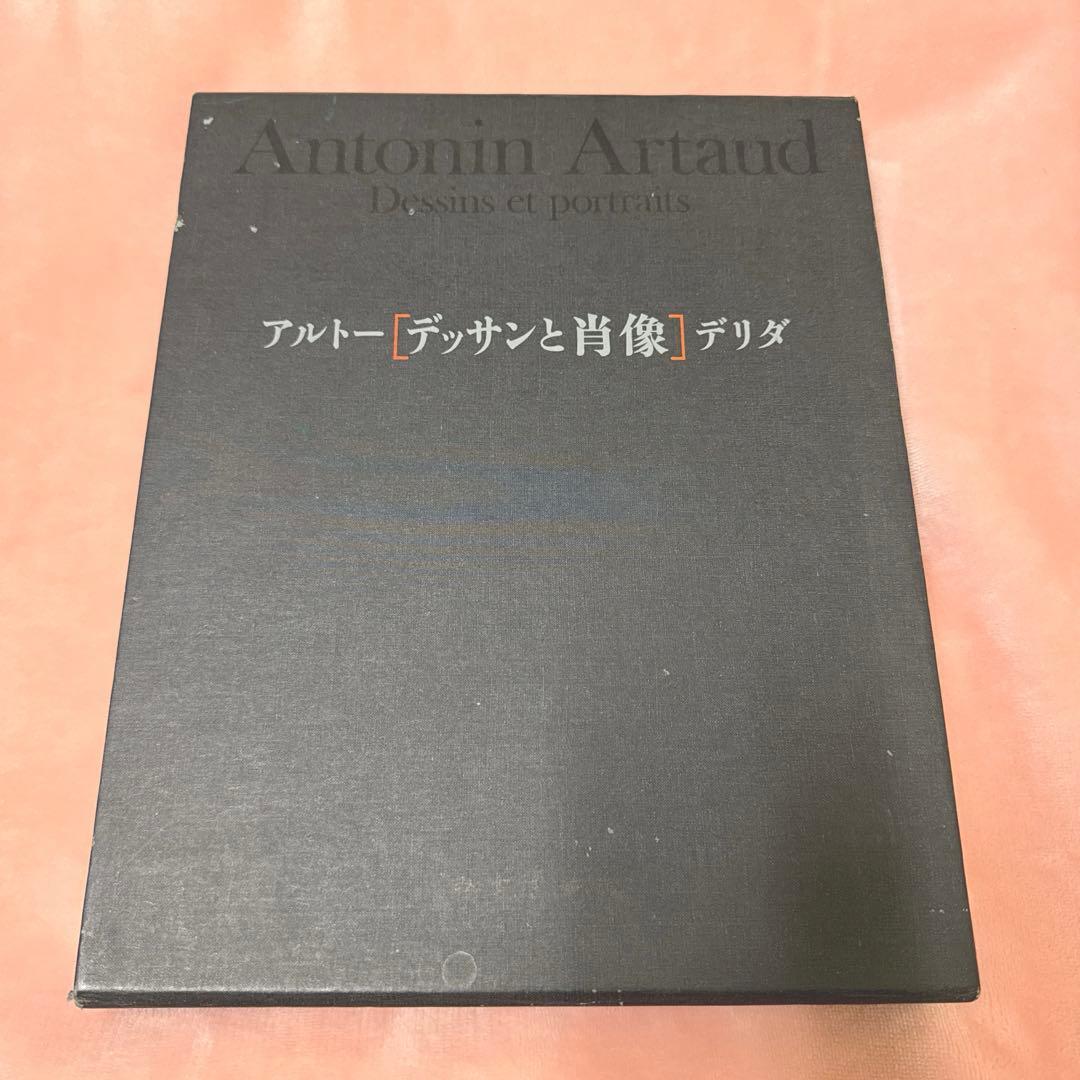 Antonin Artaud
Dessins et portraits
アルトー[デッサンと肖像]デリダ